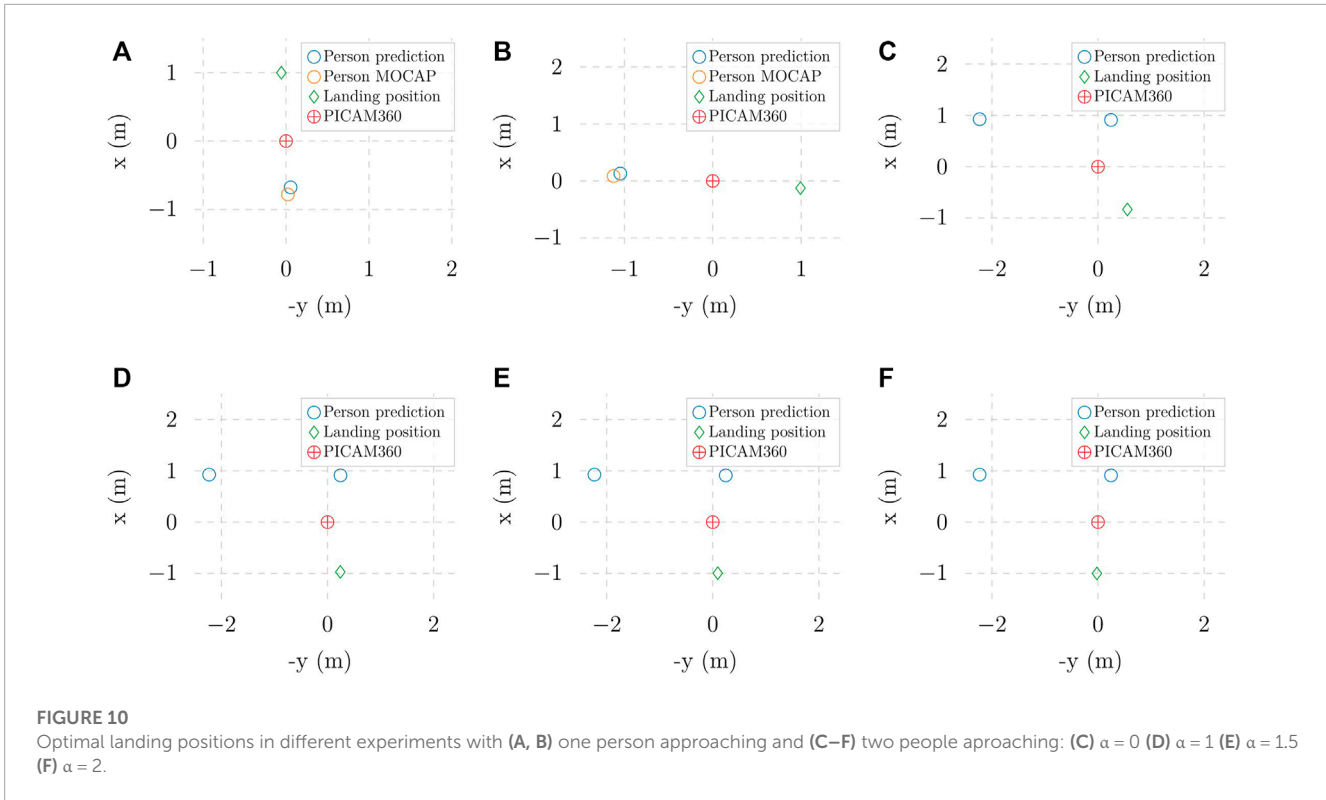 A
Person prediction
Person MOCAP
Landing position
PICAM360
x (m)
1
0
−1
−1 0 1 2
-y (m)
B
Person prediction
Person MOCAP
Landing position
PICAM360
x (m)
2
1
0
−1
−1 0 1
-y (m)
C
Person prediction
Landing position
PICAM360
x (m)
2
1
0
−1
−2 0 2
-y (m)
D
Person prediction
Landing position
PICAM360
x (m)
2
1
0
−1
−2 0 2
-y (m)
E
Person prediction
Landing position
PICAM360
x (m)
2
1
0
−1
−2 0 2
-y (m)
F
Person prediction
Landing position
PICAM360
x (m)
2
1
0
−1
−2 0 2
-y (m)
FIGURE 10
Optimal landing positions in different experiments with (A, B) one person approaching and (C–F) two people aproaching: (C) α = 0 (D) α = 1 (E) α = 1.5
(F) α = 2.